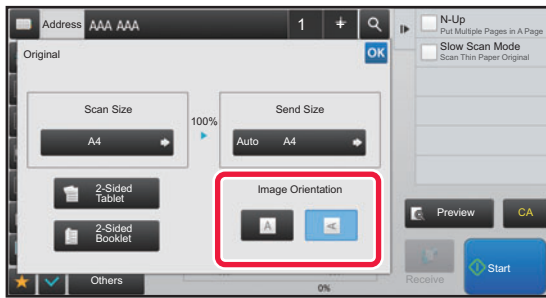 Address AAA AAA 1
Original OK
Scan Size
A4
100%
Send Size
Auto A4
2-Sided
Tablet
2-Sided
Booklet
Image Orientation
A A
Others
0%
N-Up
Put Multiple Pages in A Page
Slow Scan Mode
Scan Thin Paper Original
Preview CA
Receive
Start